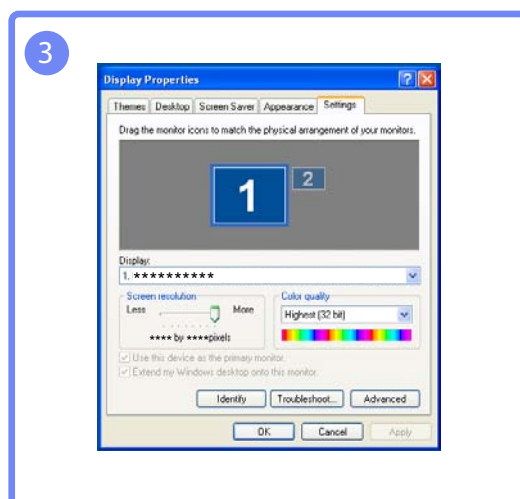 3
Display Properties
Themes Desktop Screen Saver Appearance Settings
Drag the monitor icons to match the physical arrangement of your monitors.
1 2
Display:
1. **********
Screen resolution Color quality
Less More Highest (32 bit)
**** by ****pixels
Use this device as the primary monitor.
Extend my Windows desktop onto this monitor.
Identify Troubleshoot... Advanced
OK Cancel Apply